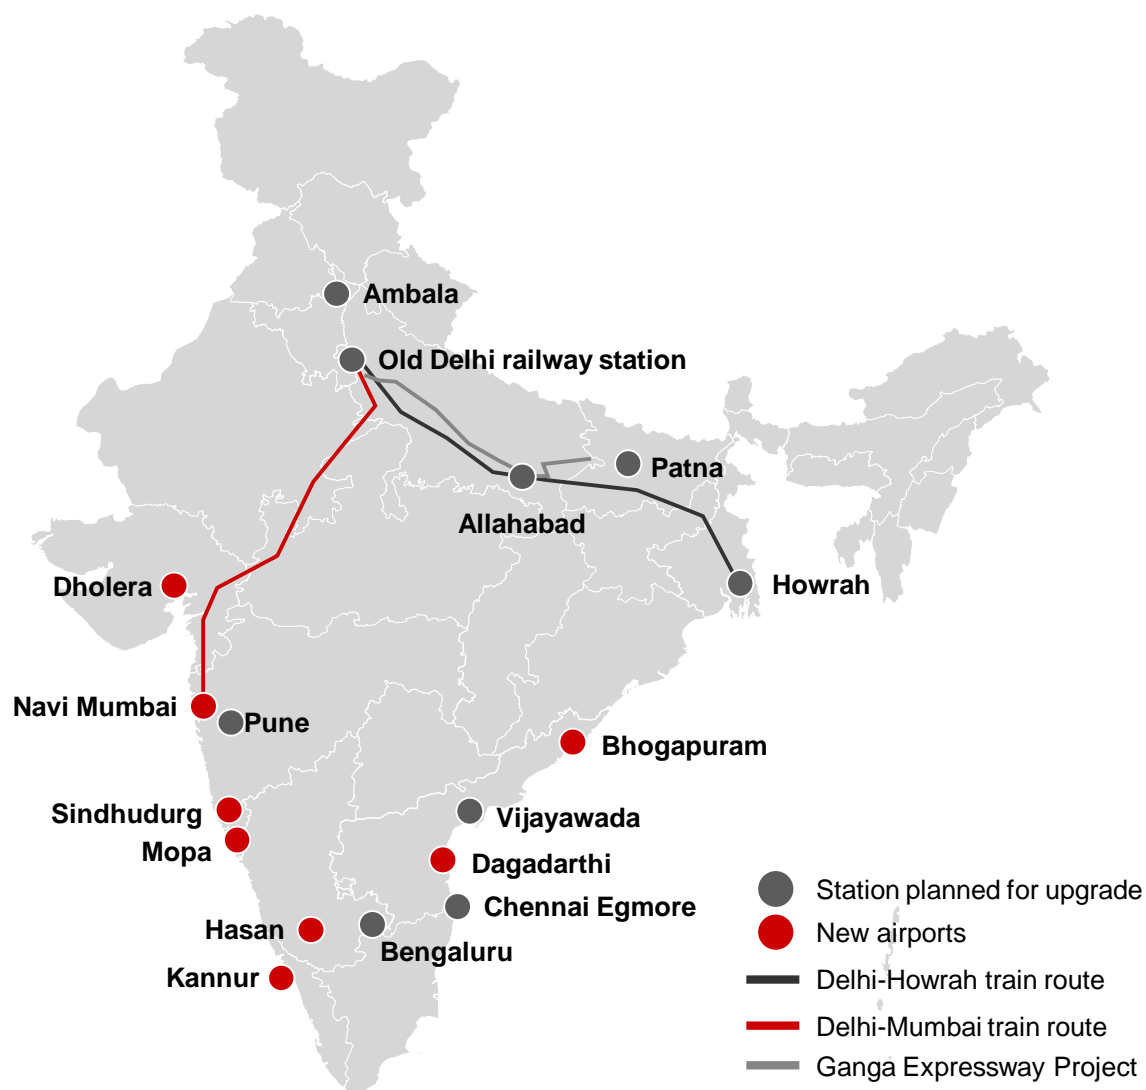 Ambala
Old Delhi railway station
Patna
Allahabad
Dholera
Howrah
Navi Mumbai
Pune
Bhogapuram
Sindhudurg
Vijayawada
Mopa
Dagadarthi
Chennai Egmore
Hasan
Bengaluru
Kannur
Station planned for upgrade
New airports
Delhi-Howrah train route
Delhi-Mumbai train route
Ganga Expressway Project